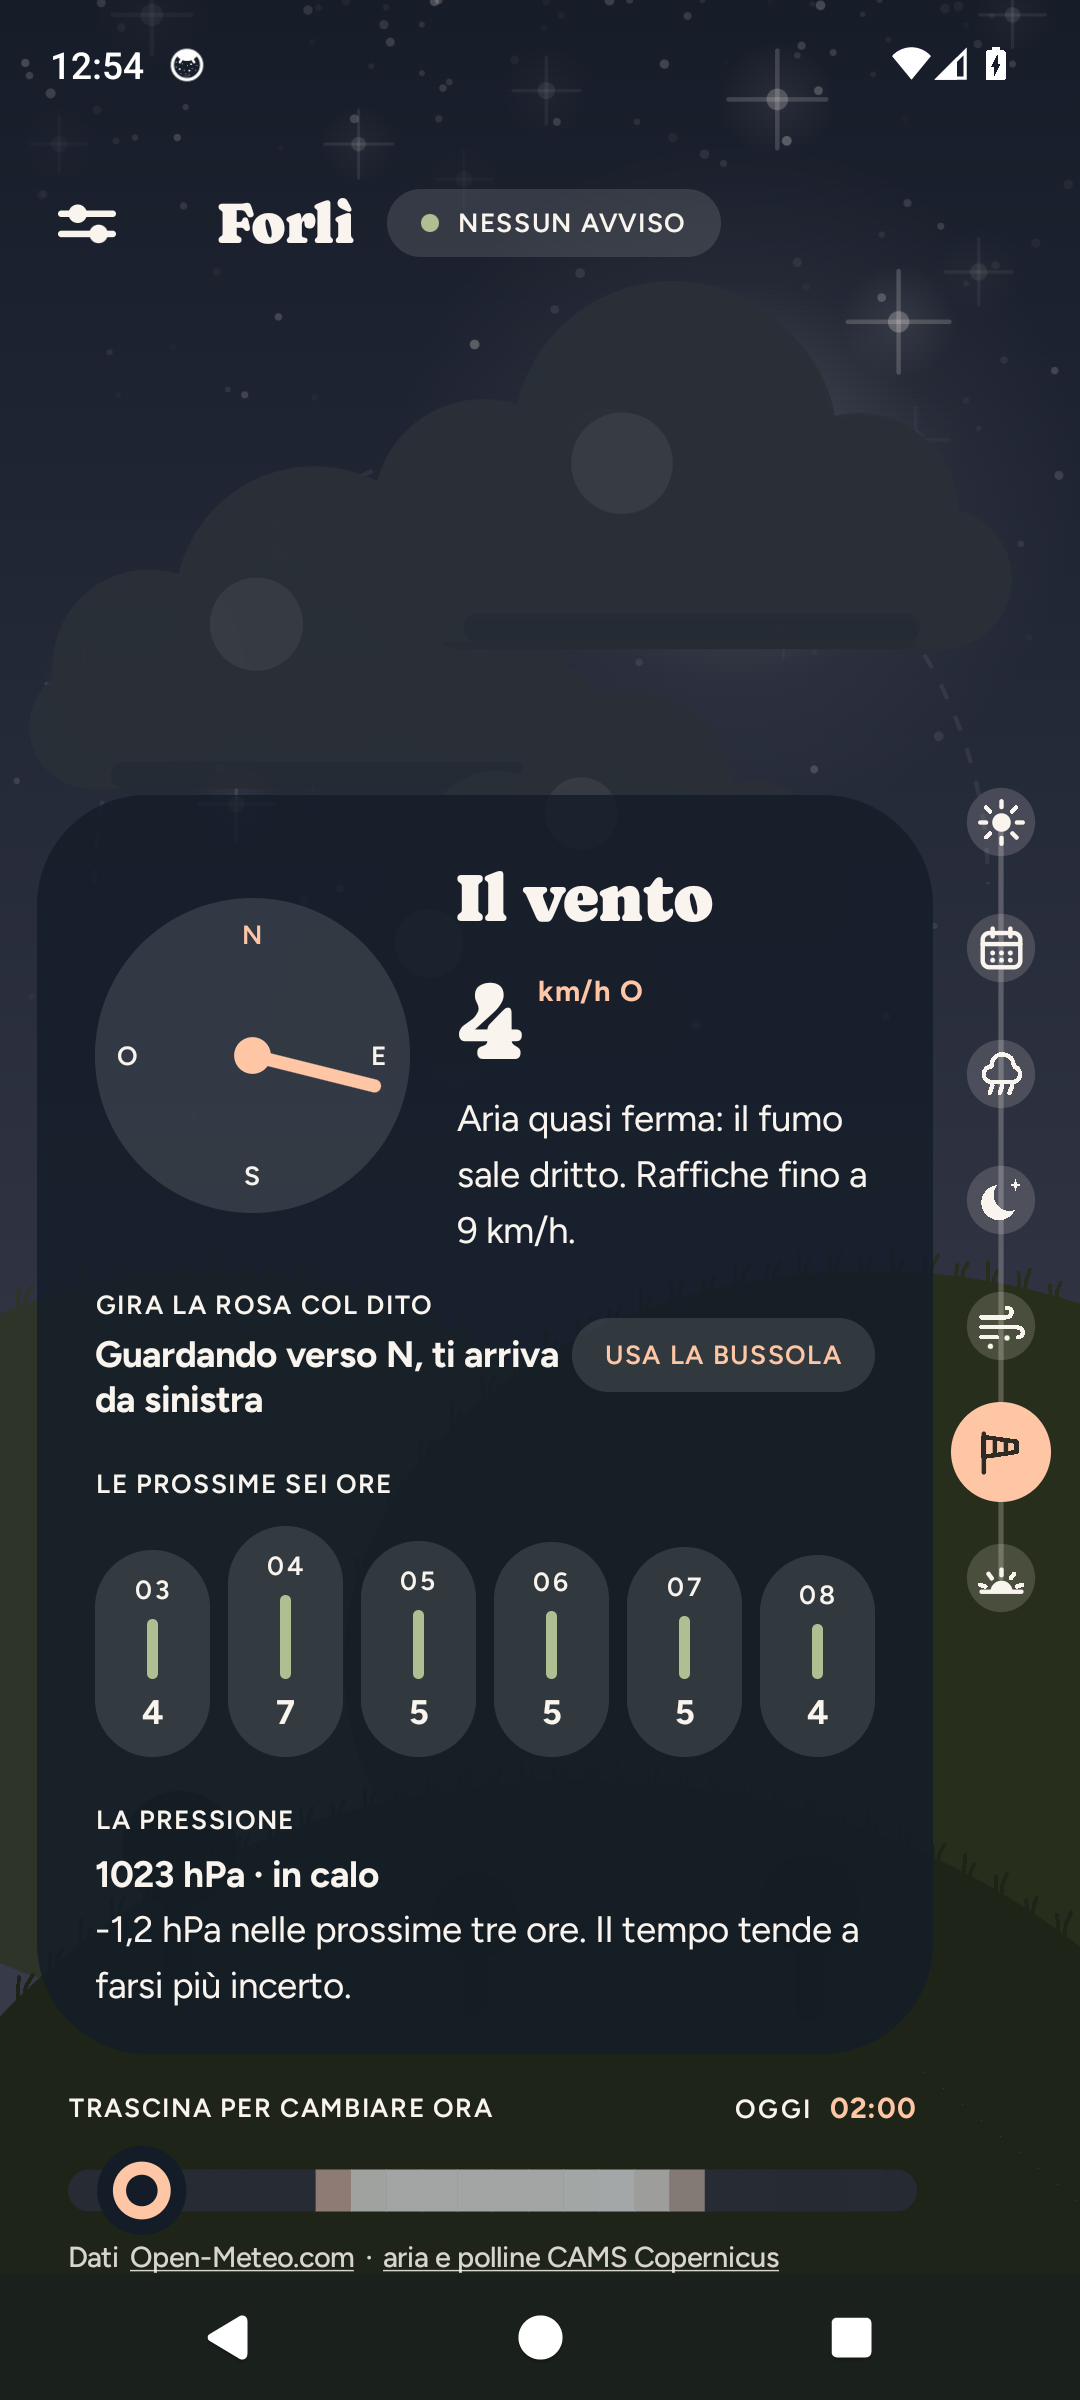 12:54
Forlì
NESSUN AVVISO
Il vento
N
O
E
S
4 km/h O
Aria quasi ferma: il fumo
sale dritto. Raffiche fino a
9 km/h.
GIRA LA ROSA COL DITO
Guardando verso N, ti arriva
da sinistra
USA LA BUSSOLA
LE PROSSIME SEI ORE
03 04 05 06 07 08
4 7 5 5 5 4
LA PRESSIONE
1023 hPa · in calo
-1,2 hPa nelle prossime tre ore. Il tempo tende a
farsi più incerto.
TRASCINA PER CAMBIARE ORA
OGGI 02:00
Dati Open-Meteo.com · aria e polline CAMS Copernicus